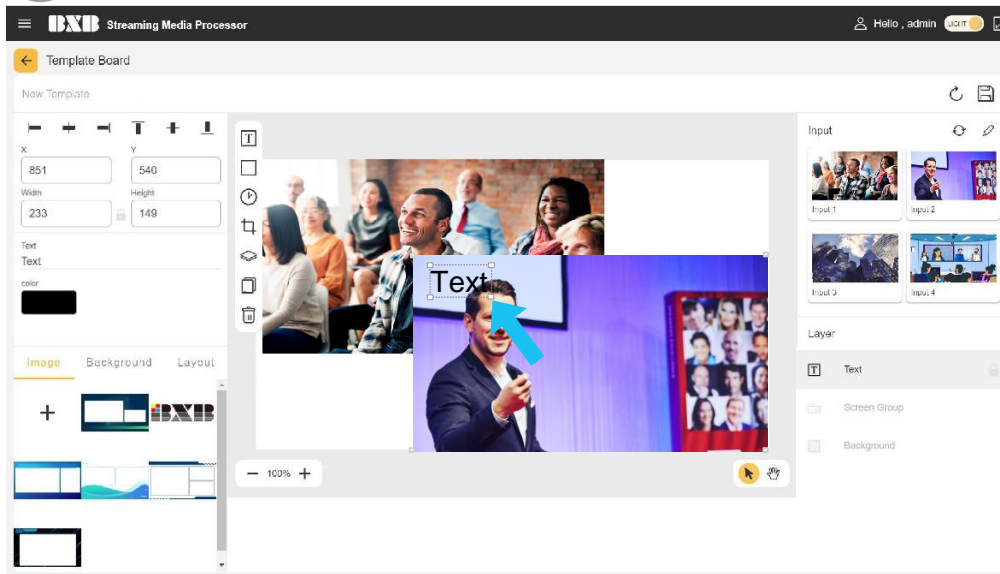 BXB Streaming Media Processor
Hello , admin
LIGHT
Template Board
New Template
X
Y
851
540
Width
Height
233
149
Text
Text
color
Image Background Layout
BXB
T
Text
100%
Input
Input 1
Input 2
Input 3
Input 4
Layer
T Text
Screen Group
Background